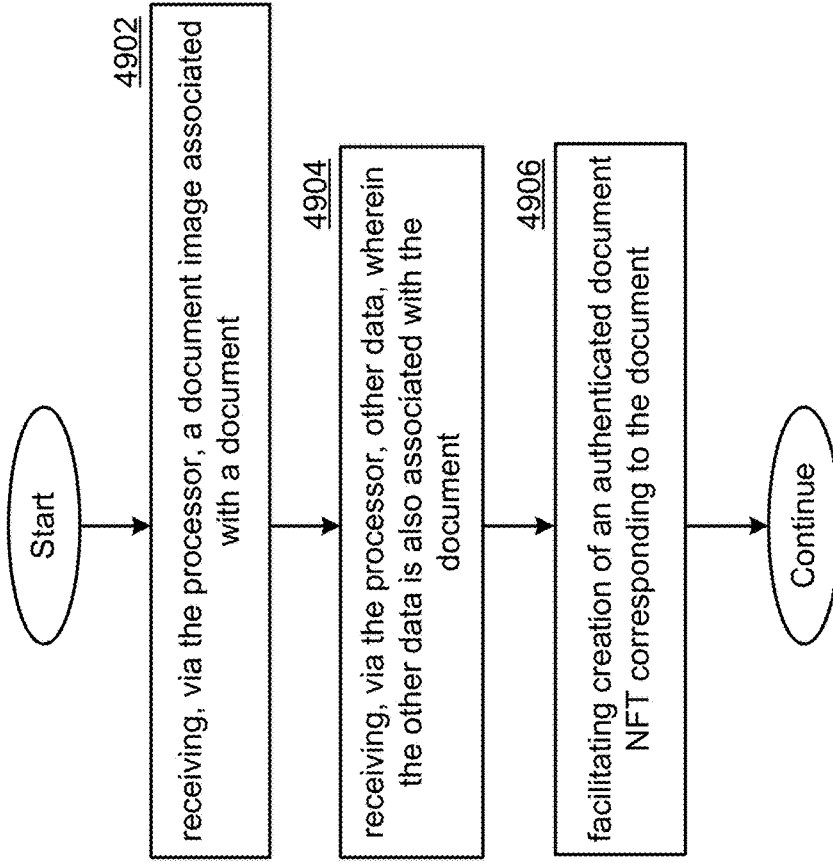 Start
4902
receiving, via the processor, a document image associated
with a document
4904
receiving, via the processor, other data, wherein
the other data is also associated with the
document
4906
facilitating creation of an authenticated document
NFT corresponding to the document
Continue